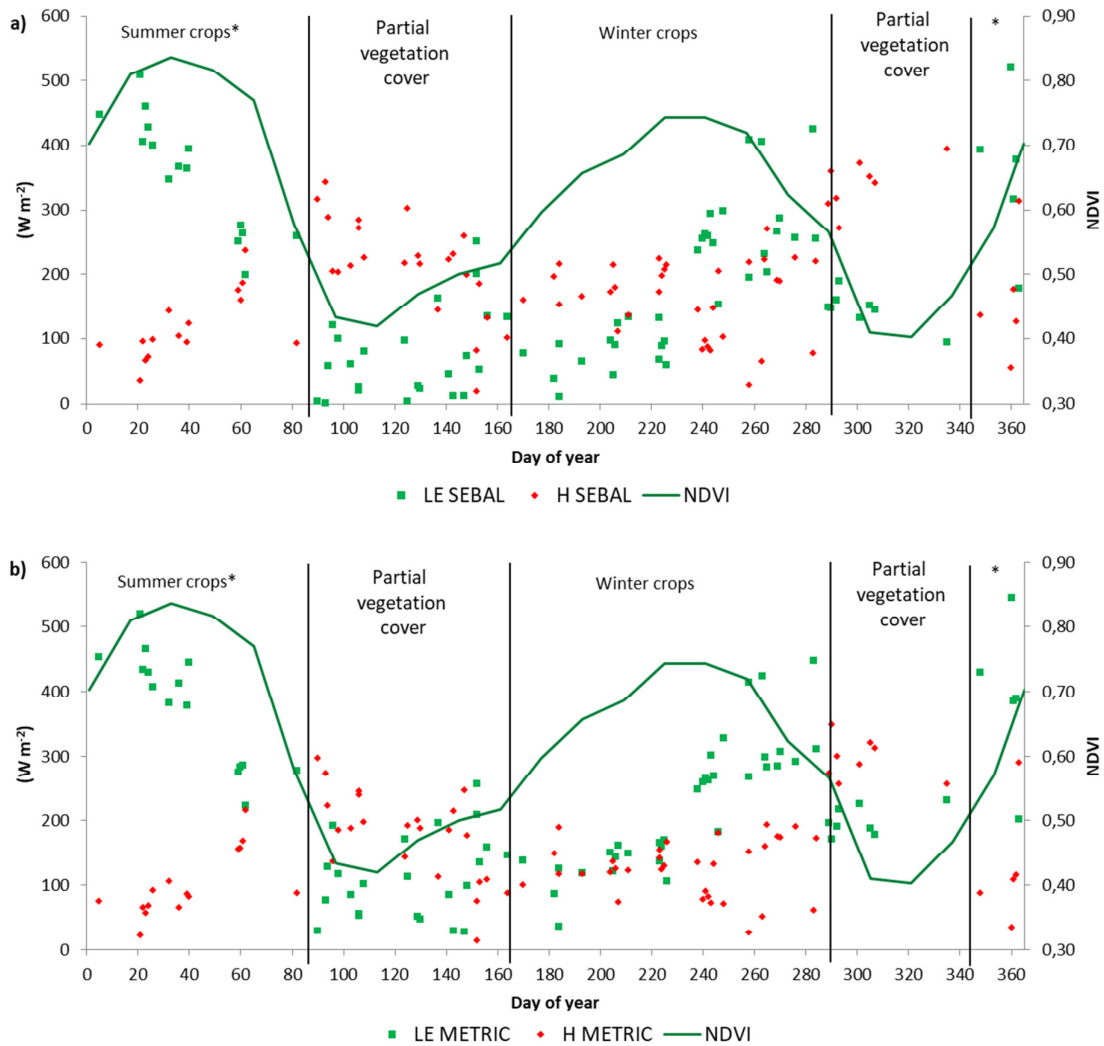 a)
Summer crops*
Partial
vegetation
cover
Winter crops
Partial
vegetation
cover
*
600
500
400
300
200
100
0
(W m-2)
0,90
0,80
0,70
0,60
0,50
0,40
0,30
NDVI
0 20 40 60 80 100 120 140 160 180 200 220 240 260 280 300 320 340 360
Day of year
LE SEBAL H SEBAL NDVI
b)
Summer crops*
Partial
vegetation
cover
Winter crops
Partial
vegetation
cover
*
600
500
400
300
200
100
0
(W m-2)
0,90
0,80
0,70
0,60
0,50
0,40
0,30
NDVI
0 20 40 60 80 100 120 140 160 180 200 220 240 260 280 300 320 340 360
Day of year
LE METRIC H METRIC NDVI